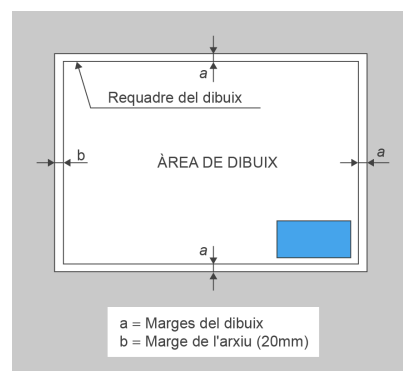 a
Requadre del dibuix
b
ÀREA DE DIBUIX
a
a
a = Marges del dibuix
b = Marge de l'arxiu (20mm)